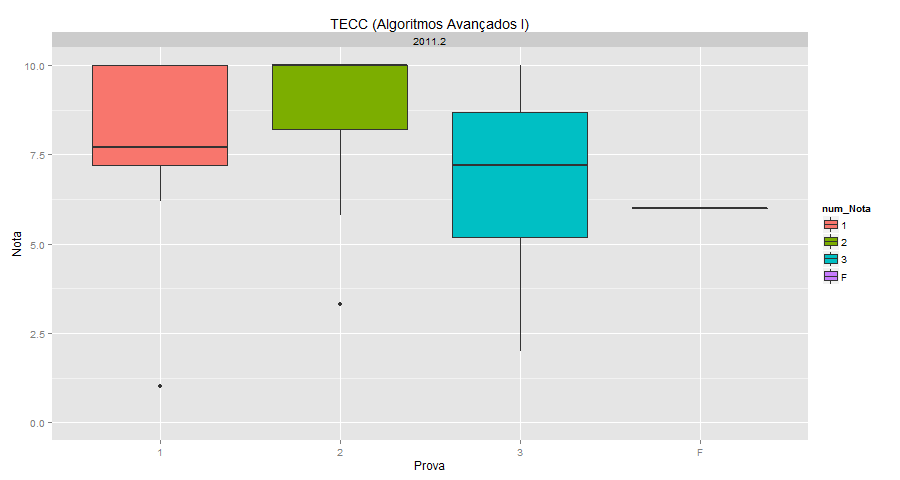 TECC (Algoritmos Avançados I)
2011.2
10.0
7.5
5.0
2.5
0.0
Nota
1
2
3
F
Prova
num_Nota
1
2
3
F